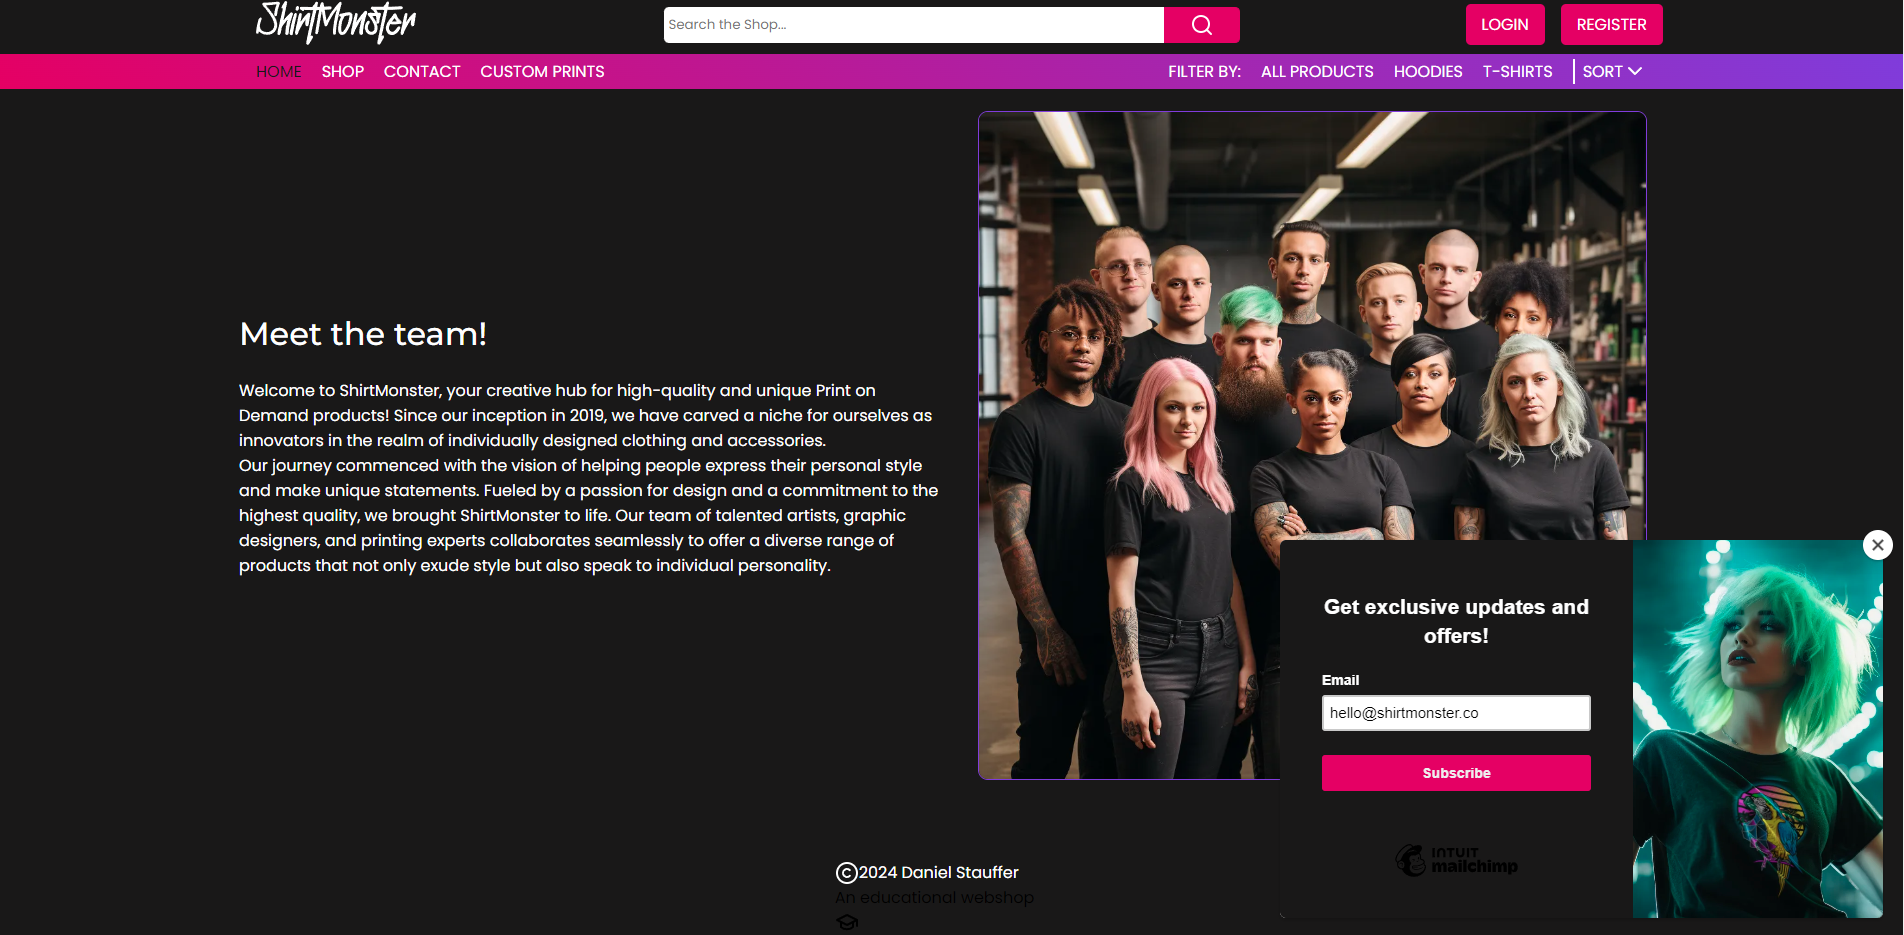 ShirtMonster
Search the Shop...
LOGIN
REGISTER
HOME
SHOP
CONTACT
CUSTOM PRINTS
FILTER BY:
ALL PRODUCTS
HOODIES
T-SHIRTS
SORT
Meet the team!
Welcome to ShirtMonster, your creative hub for high-quality and unique Print on
Demand products! Since our inception in 2019, we have carved a niche for ourselves as
innovators in the realm of individually designed clothing and accessories.
Our journey commenced with the vision of helping people express their personal style
and make unique statements. Fueled by a passion for design and a commitment to the
highest quality, we brought ShirtMonster to life. Our team of talented artists, graphic
designers, and printing experts collaborates seamlessly to offer a diverse range of
products that not only exude style but also speak to individual personality.
Get exclusive updates and
offers!
Email
hello@shirtmonster.co
Subscribe
INTUIT
mailchimp
©2024 Daniel Stauffer
An educational webshop